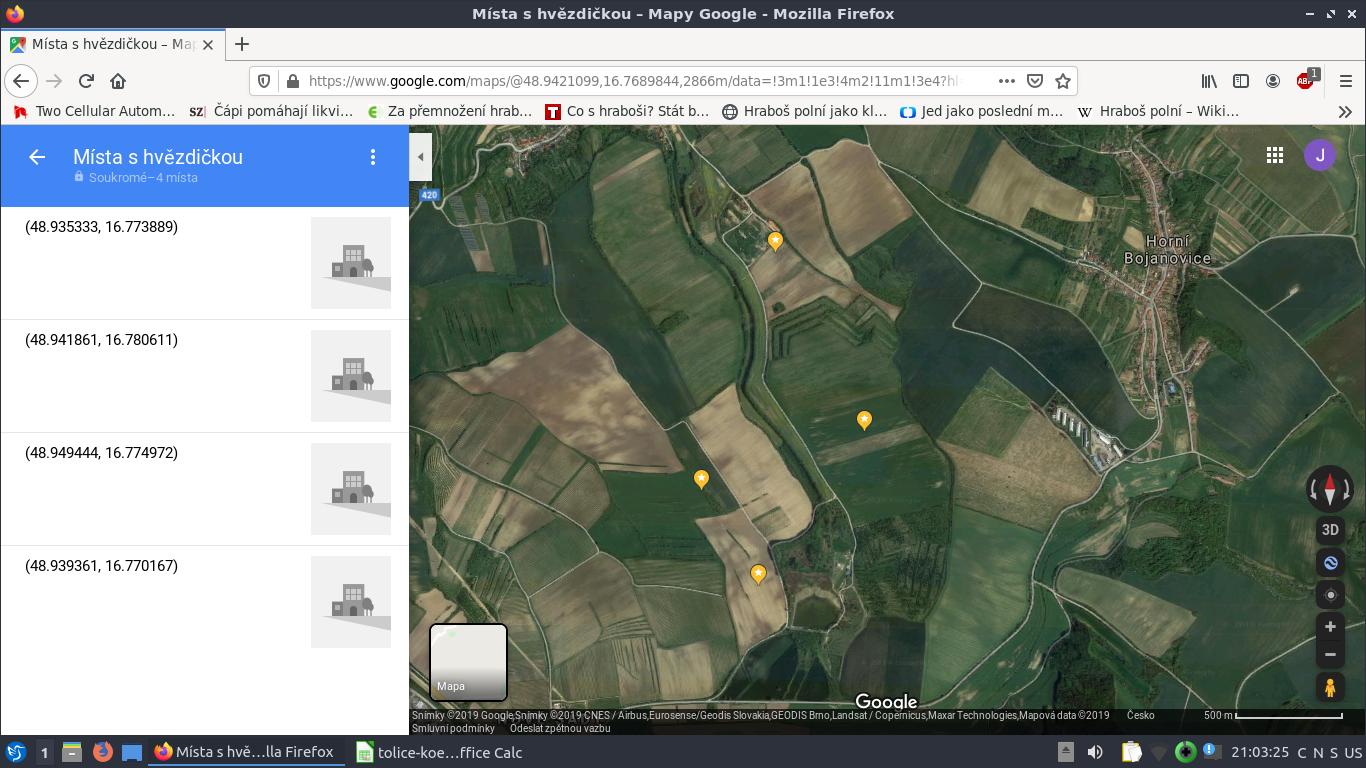 Místa s hvězdičkou – Mapy Google - Mozilla Firefox
Místa s hvězdičkou – Map
https://www.google.com/maps/@48.9421099,16.7689844,2866m/data=!3m1!1e3!4m2!11m1!3e4?hl
ABP
1
Two Cellular Autom…
SZ
Čápi pomáhají likvi…
Za přemnožení hrab…
T
Co s hraboši? Stát b…
Hraboš polní jako kl…
Jed jako poslední m…
W
Hraboš polní – Wiki…
Místa s hvězdičkou
Soukromé–4 místa
(48.935333, 16.773889)
(48.941861, 16.780611)
(48.949444, 16.774972)
(48.939361, 16.770167)
420
J
Horní
Bojanovice
3D
Mapa
Google
Snímky ©2019 Google,Snímky ©2019 CNES / Airbus,Eurosense/Geodis Slovakia,GEODIS Brno,Landsat / Copernicus,Maxar Technologies,Mapová data ©2019
Česko
500 m
Smluvní podmínky
Odeslat zpětnou vazbu
1
Místa s hvě…lla Firefox
tolice-koe…ffice Calc
21:03:25
C N S US